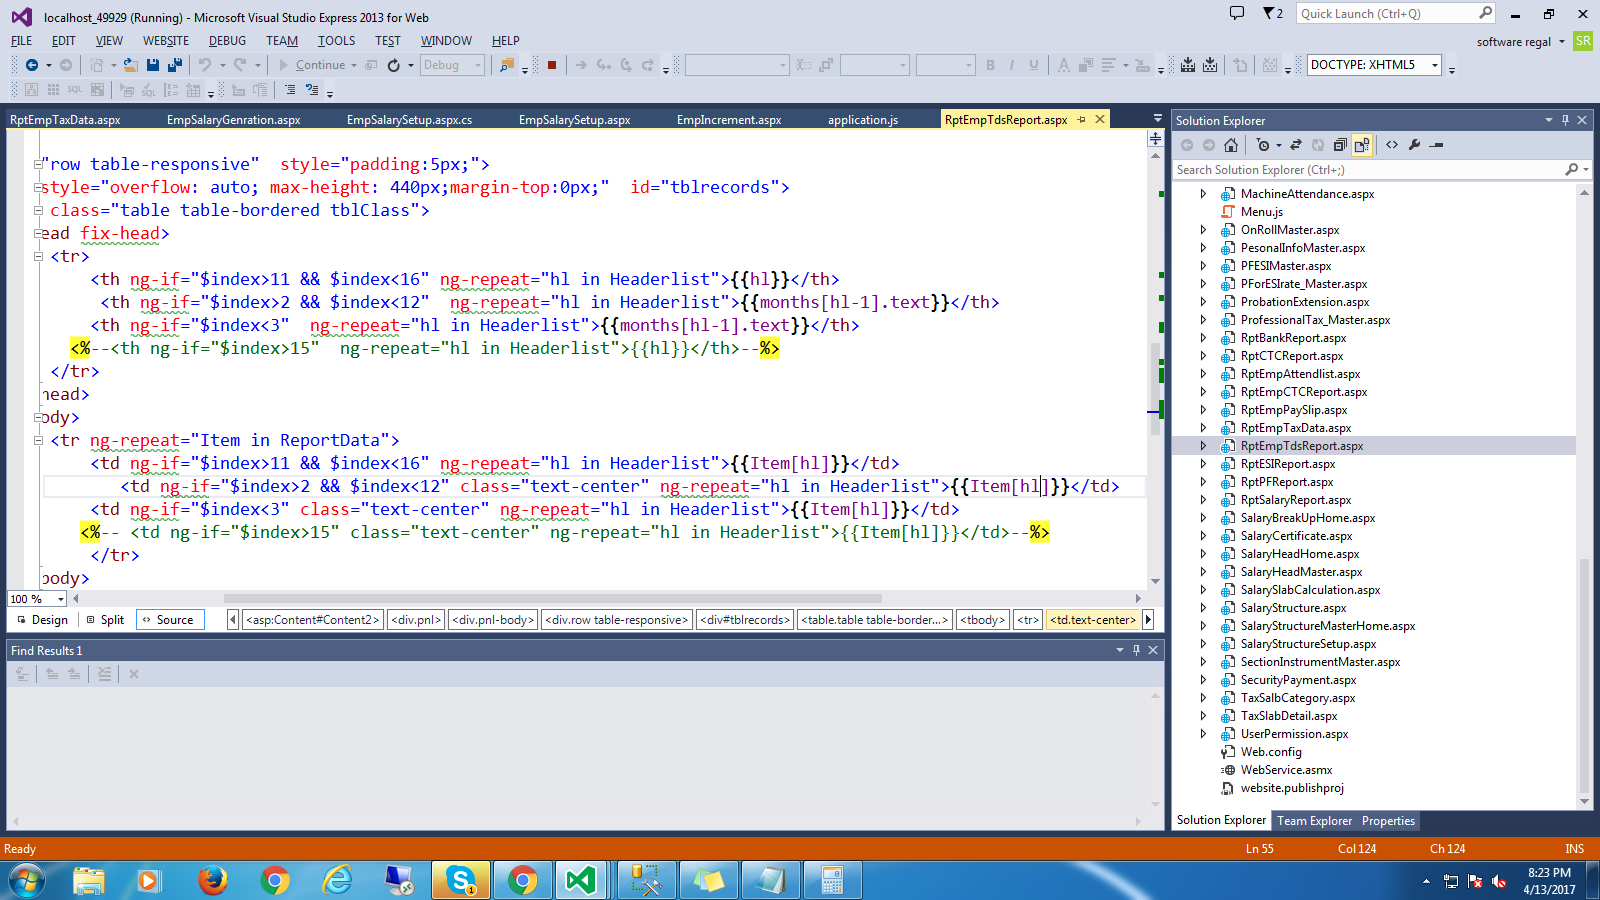 localhost_49929 (Running) - Microsoft Visual Studio Express 2013 for Web
2
Quick Launch (Ctrl+Q)
FILE EDIT VIEW WEBSITE DEBUG TEAM TOOLS TEST WINDOW HELP
software regal SR
Continue Debug DOCTYPE: XHTML5
RptEmpTaxData.aspx EmpSalaryGenration.aspx EmpSalarySetup.aspx.cs EmpSalarySetup.aspx EmpIncrement.aspx application.js RptEmpTdsReport.aspx
"row table-responsive"  style="padding:5px;">
style="overflow: auto; max-height: 440px;margin-top:0px;"  id="tblrecords">
class="table table-bordered tblClass">
ead fix-head>
<tr>
<th ng-if="$index>11 && $index<16" ng-repeat="hl in Headerlist">{{hl}}</th>
<th ng-if="$index>2 && $index<12"  ng-repeat="hl in Headerlist">{{months[hl-1].text}}</th>
<th ng-if="$index<3"  ng-repeat="hl in Headerlist">{{months[hl-1].text}}</th>
<%--<th ng-if="$index>15"  ng-repeat="hl in Headerlist">{{hl}}</th>--%>
</tr>
head>
ody>
<tr ng-repeat="Item in ReportData">
<td ng-if="$index>11 && $index<16" ng-repeat="hl in Headerlist">{{Item[hl]}}</td>
<td ng-if="$index>2 && $index<12" class="text-center" ng-repeat="hl in Headerlist">{{Item[hl]}}</td>
<td ng-if="$index<3" class="text-center" ng-repeat="hl in Headerlist">{{Item[hl]}}</td>
<%-- <td ng-if="$index>15" class="text-center" ng-repeat="hl in Headerlist">{{Item[hl]}}</td>--%>
</tr>
body>
100 %
Design Split Source <asp:Content#Content2> <div.pnl> <div.pnl-body> <div.row table-responsive> <div#tblrecords> <table.table table-border...> <tbody> <tr> <td.text-center>
Find Results 1
Solution Explorer
Search Solution Explorer (Ctrl+;)
MachineAttendance.aspx
Menu.js
OnRollMaster.aspx
PesonalInfoMaster.aspx
PFESIMaster.aspx
PForESIrate_Master.aspx
ProbationExtension.aspx
ProfessionalTax_Master.aspx
RptBankReport.aspx
RptCTCReport.aspx
RptEmpAttendlist.aspx
RptEmpCTCReport.aspx
RptEmpPaySlip.aspx
RptEmpTaxData.aspx
RptEmpTdsReport.aspx
RptESIReport.aspx
RptPFReport.aspx
RptSalaryReport.aspx
SalaryBreakUpHome.aspx
SalaryCertificate.aspx
SalaryHeadHome.aspx
SalaryHeadMaster.aspx
SalarySlabCalculation.aspx
SalaryStructure.aspx
SalaryStructureMasterHome.aspx
SalaryStructureSetup.aspx
SectionInstrumentMaster.aspx
SecurityPayment.aspx
TaxSalbCategory.aspx
TaxSlabDetail.aspx
UserPermission.aspx
Web.config
WebService.asmx
website.publishproj
Solution Explorer Team Explorer Properties
Ready Ln 55 Col 124 Ch 124 INS
8:23 PM
4/13/2017